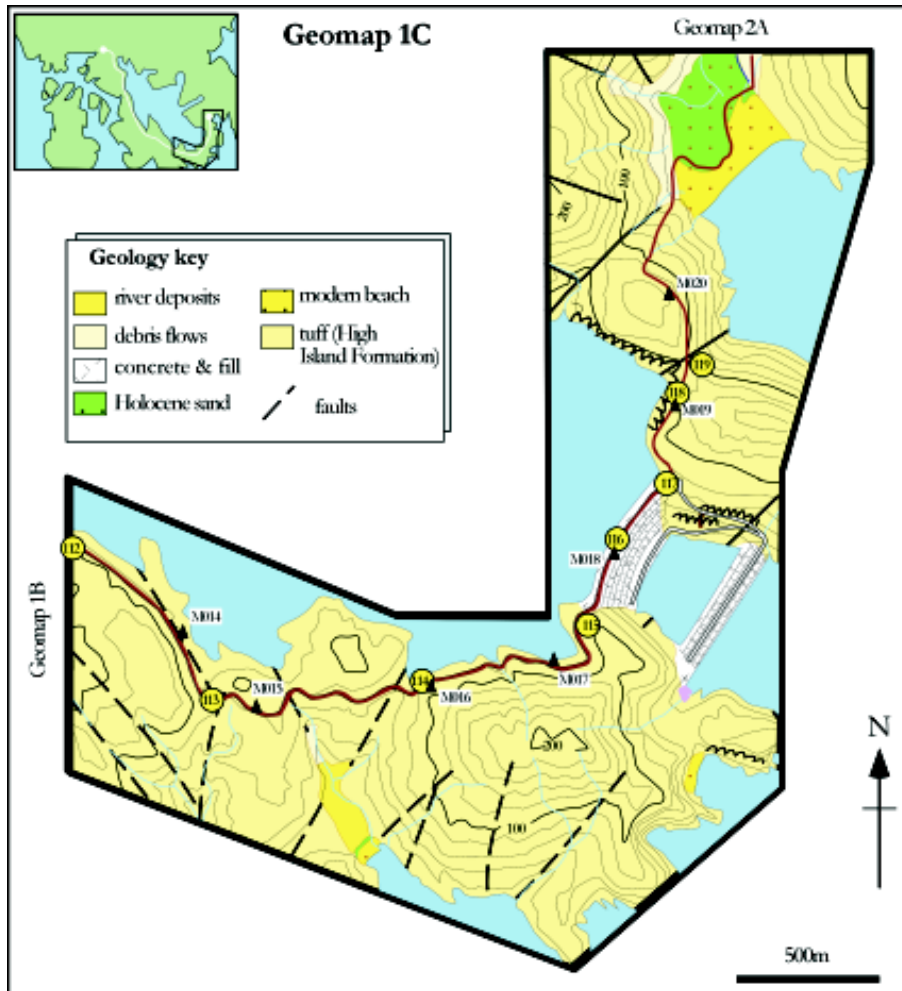 Geomap 1C
Geomap 2A
Geology key
river deposits
debris flows
concrete & fill
Holocene sand
modern beach
tuff (High
Island Formation)
faults
100
200
M020
119
118
M019
117
116
M018
115
112
Geomap 1B
M014
113
M015
114
M016
M017
200
100
N
500m